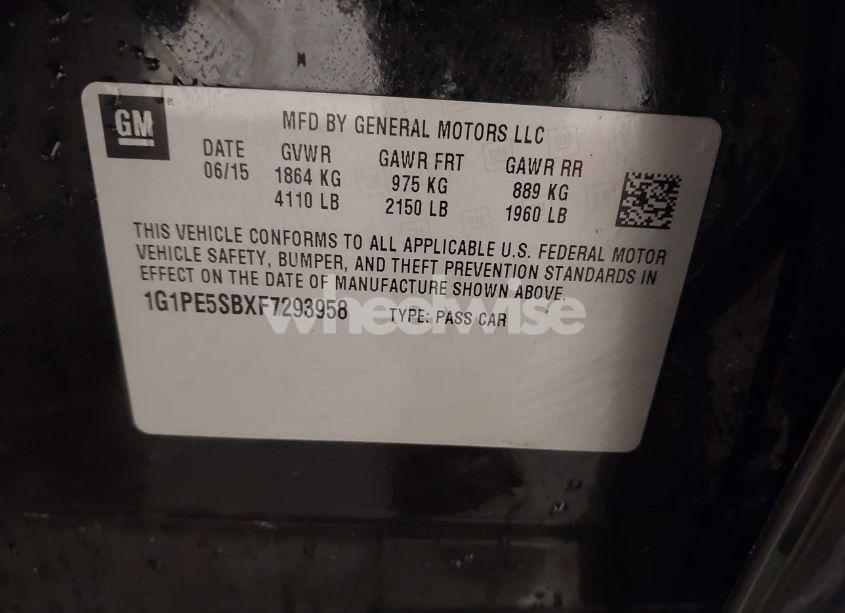 GM
MFD BY GENERAL MOTORS LLC
DATE GVWR GAWR FRT GAWR RR
06/15 1864 KG 975 KG 889 KG
4110 LB 2150 LB 1960 LB
THIS VEHICLE CONFORMS TO ALL APPLICABLE U.S. FEDERAL MOTOR
VEHICLE SAFETY, BUMPER, AND THEFT PREVENTION STANDARDS IN
EFFECT ON THE DATE OF MANUFACTURE SHOWN ABOVE.
1G1PE5SBXF7293958 TYPE: PASS CAR
wheelwise